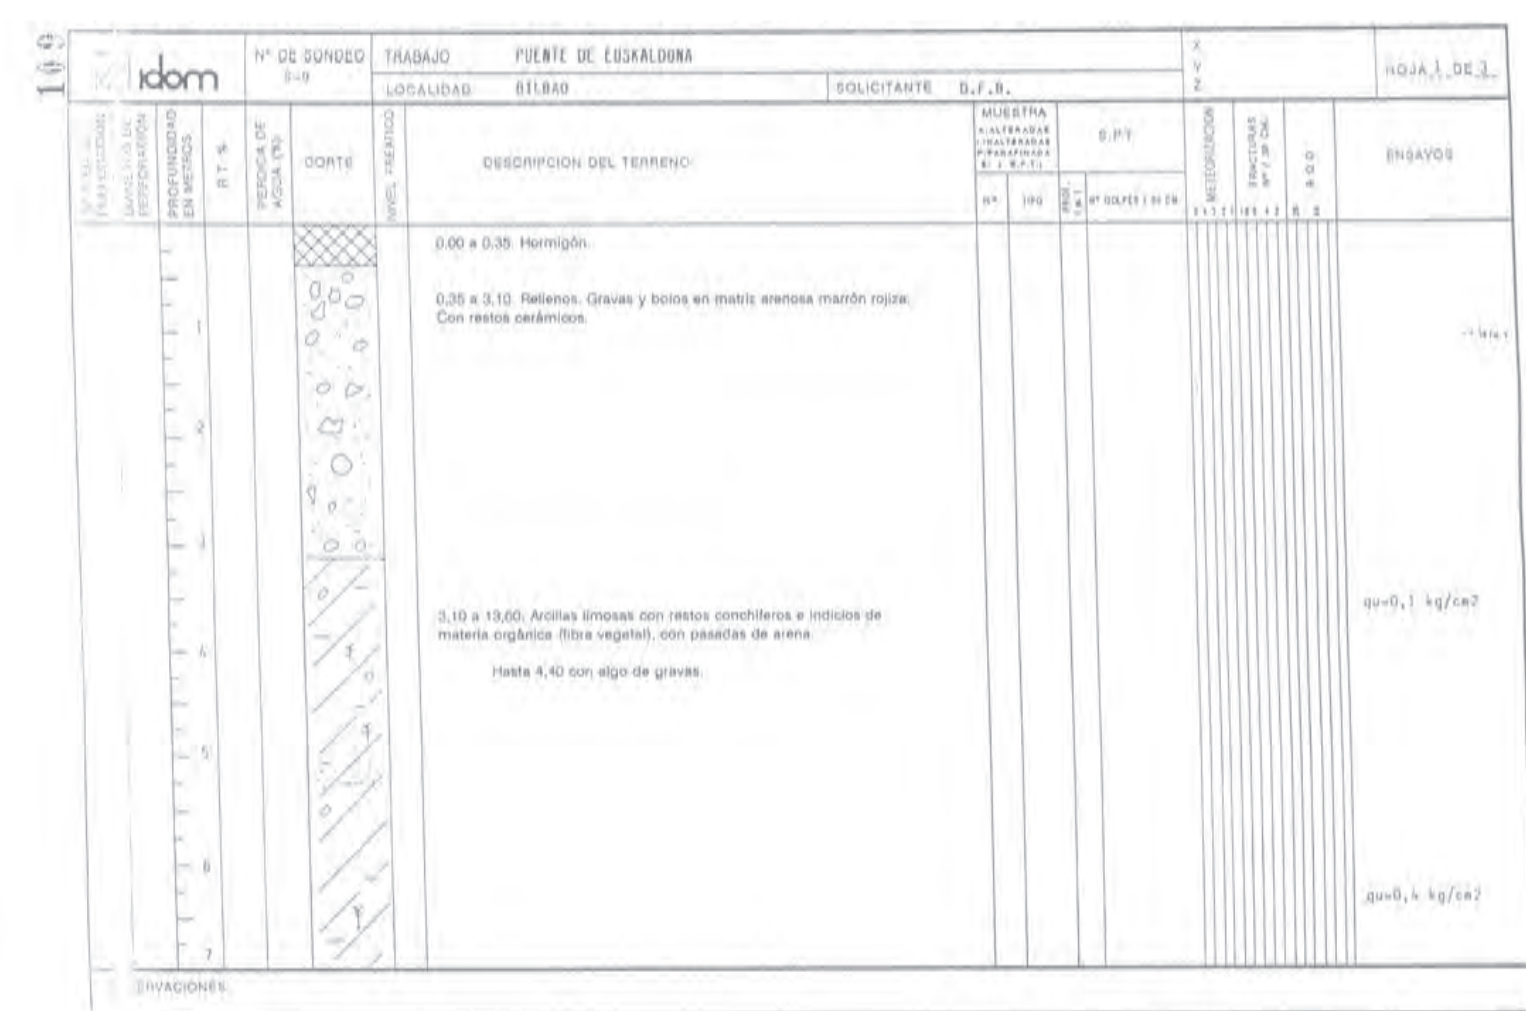 109
idom
Nº DE SONDEO
TRABAJO PUENTE DE EUSKALDUNA
LOCALIDAD BILBAO
SOLICITANTE D.F.B.
X
Y
Z
HOJA 1 DE
PERFORACION
PROFUNDIDAD
EN METROS
R T %
PERDIDA DE
AGUA (%)
CORTE
NIVEL FREATICO
DESCRIPCION DEL TERRENO
MUESTRA
Nº
TIPO
S.P.T
PROF.
Nº GOLPES
METEORIZACION
FRACTURAS
R Q D
ENSAYOS
0.00 a 0.35. Hormigón.
0,35 a 3,10. Rellenos. Gravas y bolos en matriz arenosa marrón rojiza.
Con restos cerámicos.
1
2
3
3,10 a 13,60. Arcillas limosas con restos conchíferos e indicios de
materia orgánica (fibra vegetal), con pasadas de arena.
qu=0,1 kg/cm2
4
Hasta 4,40 con algo de gravas.
5
6
qu=0,4 kg/cm2
7